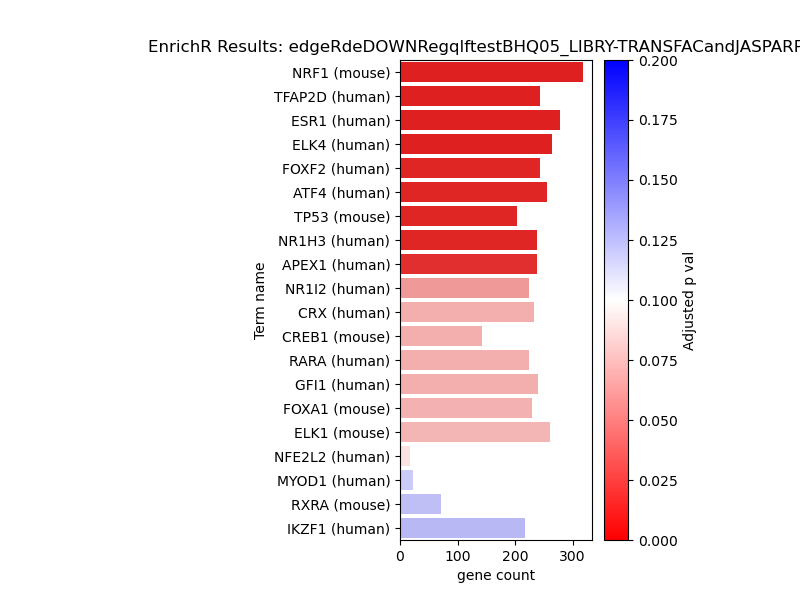 EnrichR Results: edgeRdeDOWNRegqlftestBHQ05_LIBRY-TRANSFACandJASPARP
NRF1 (mouse)
TFAP2D (human)
ESR1 (human)
ELK4 (human)
FOXF2 (human)
ATF4 (human)
TP53 (mouse)
NR1H3 (human)
APEX1 (human)
NR1I2 (human)
CRX (human)
CREB1 (mouse)
RARA (human)
GFI1 (human)
FOXA1 (mouse)
ELK1 (mouse)
NFE2L2 (human)
MYOD1 (human)
RXRA (mouse)
IKZF1 (human)
Term name
0 100 200 300
gene count
0.200
0.175
0.150
0.125
0.100
0.075
0.050
0.025
0.000
Adjusted p val